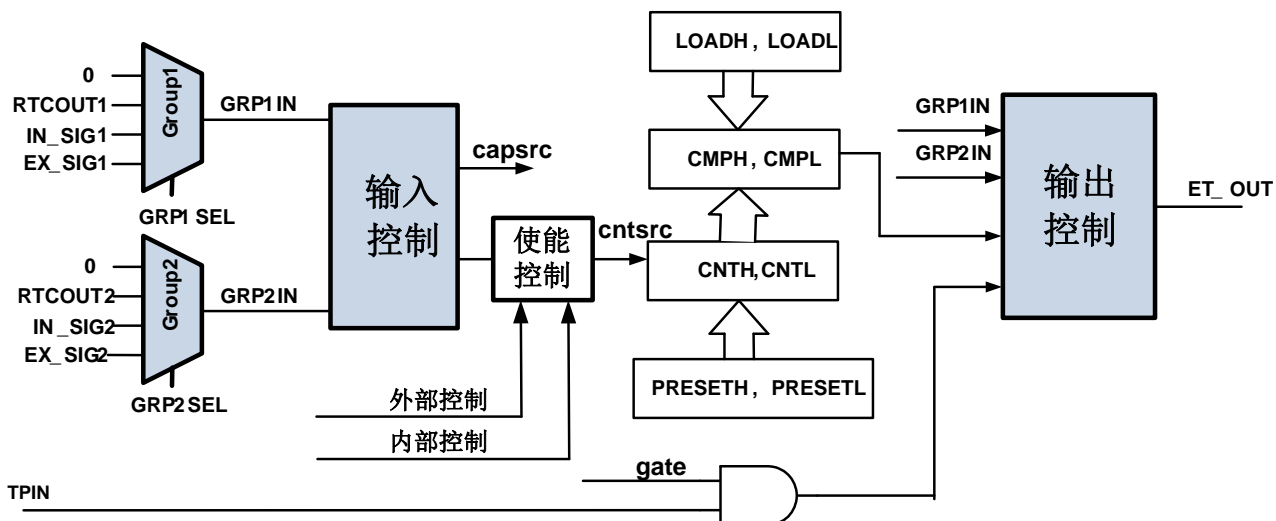 0
RTCOUT1
IN_SIG1
EX_SIG1
Group1
GRP1IN
GRP1 SEL
0
RTCOUT2
IN_SIG2
EX_SIG2
Group2
GRP2IN
GRP2SEL
输入
控制
capsrc
使能
控制
cntsrc
外部控制
内部控制
LOADH，LOADL
CMPH，CMPL
CNTH,CNTL
PRESETH，PRESETL
GRP1IN
GRP2IN
输出
控制
ET_OUT
gate
TPIN